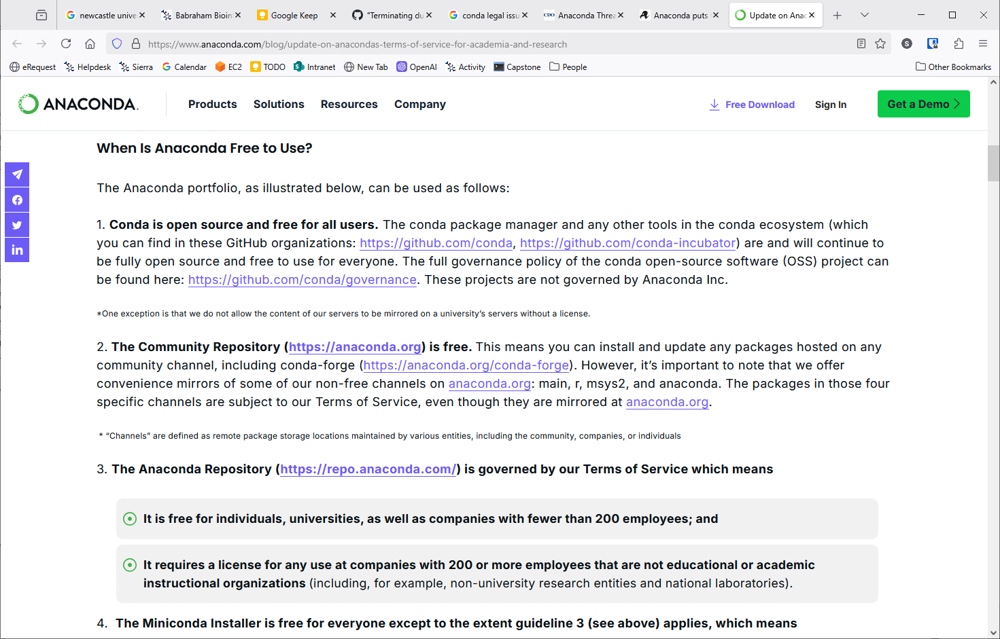 newcastle unive
Babraham Bioin
Google Keep
"Terminating du
conda legal issu
CDO Anaconda Threa
Anaconda puts
Update on Anac
https://www.anaconda.com/blog/update-on-anacondas-terms-of-service-for-academia-and-research
S
eRequest
Helpdesk
Sierra
Calendar
EC2
TODO
Intranet
New Tab
OpenAI
Activity
Capstone
People
Other Bookmarks
ANACONDA.
Products
Solutions
Resources
Company
Free Download
Sign In
Get a Demo
When Is Anaconda Free to Use?
The Anaconda portfolio, as illustrated below, can be used as follows:
1. Conda is open source and free for all users. The conda package manager and any other tools in the conda ecosystem (which
you can find in these GitHub organizations: https://github.com/conda, https://github.com/conda-incubator) are and will continue to
be fully open source and free to use for everyone. The full governance policy of the conda open-source software (OSS) project can
be found here: https://github.com/conda/governance. These projects are not governed by Anaconda Inc.
*One exception is that we do not allow the content of our servers to be mirrored on a university’s servers without a license.
2. The Community Repository (https://anaconda.org) is free. This means you can install and update any packages hosted on any
community channel, including conda-forge (https://anaconda.org/conda-forge). However, it’s important to note that we offer
convenience mirrors of some of our non-free channels on anaconda.org: main, r, msys2, and anaconda. The packages in those four
specific channels are subject to our Terms of Service, even though they are mirrored at anaconda.org.
* “Channels” are defined as remote package storage locations maintained by various entities, including the community, companies, or individuals
3. The Anaconda Repository (https://repo.anaconda.com/) is governed by our Terms of Service which means
It is free for individuals, universities, as well as companies with fewer than 200 employees; and
It requires a license for any use at companies with 200 or more employees that are not educational or academic
instructional organizations (including, for example, non-university research entities and national laboratories).
4. The Miniconda Installer is free for everyone except to the extent guideline 3 (see above) applies, which means